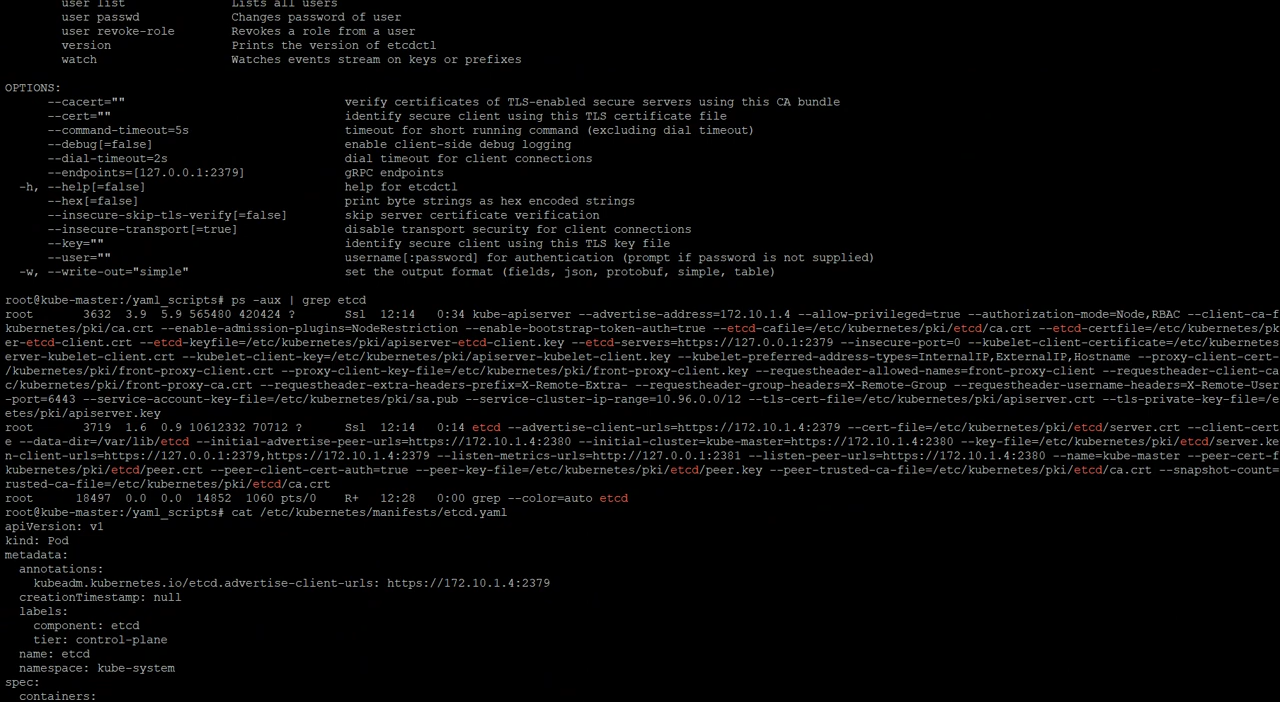 user list Lists all users
user passwd Changes password of user
user revoke-role Revokes a role from a user
version Prints the version of etcdctl
watch Watches events stream on keys or prefixes
OPTIONS:
--cacert="" verify certificates of TLS-enabled secure servers using this CA bundle
--cert="" identify secure client using this TLS certificate file
--command-timeout=5s timeout for short running command (excluding dial timeout)
--debug[=false] enable client-side debug logging
--dial-timeout=2s dial timeout for client connections
--endpoints=[127.0.0.1:2379] gRPC endpoints
-h, --help[=false] help for etcdctl
--hex[=false] print byte strings as hex encoded strings
--insecure-skip-tls-verify[=false] skip server certificate verification
--insecure-transport[=true] disable transport security for client connections
--key="" identify secure client using this TLS key file
--user="" username[:password] for authentication (prompt if password is not supplied)
-w, --write-out="simple" set the output format (fields, json, protobuf, simple, table)
root@kube-master:/yaml_scripts# ps -aux | grep etcd
root 3632 3.9 5.9 565480 420424 ? Ssl 12:14 0:34 kube-apiserver --advertise-address=172.10.1.4 --allow-privileged=true --authorization-mode=Node,RBAC --client-ca-f
kubernetes/pki/ca.crt --enable-admission-plugins=NodeRestriction --enable-bootstrap-token-auth=true --etcd-cafile=/etc/kubernetes/pki/etcd/ca.crt --etcd-certfile=/etc/kubernetes/pk
er-etcd-client.crt --etcd-keyfile=/etc/kubernetes/pki/apiserver-etcd-client.key --etcd-servers=https://127.0.0.1:2379 --insecure-port=0 --kubelet-client-certificate=/etc/kubernetes
erver-kubelet-client.crt --kubelet-client-key=/etc/kubernetes/pki/apiserver-kubelet-client.key --kubelet-preferred-address-types=InternalIP,ExternalIP,Hostname --proxy-client-cert-
/kubernetes/pki/front-proxy-client.crt --proxy-client-key-file=/etc/kubernetes/pki/front-proxy-client.key --requestheader-allowed-names=front-proxy-client --requestheader-client-ca
c/kubernetes/pki/front-proxy-ca.crt --requestheader-extra-headers-prefix=X-Remote-Extra- --requestheader-group-headers=X-Remote-Group --requestheader-username-headers=X-Remote-User
-port=6443 --service-account-key-file=/etc/kubernetes/pki/sa.pub --service-cluster-ip-range=10.96.0.0/12 --tls-cert-file=/etc/kubernetes/pki/apiserver.crt --tls-private-key-file=/e
etes/pki/apiserver.key
root 3719 1.6 0.9 10612332 70712 ? Ssl 12:14 0:14 etcd --advertise-client-urls=https://172.10.1.4:2379 --cert-file=/etc/kubernetes/pki/etcd/server.crt --client-cert
e --data-dir=/var/lib/etcd --initial-advertise-peer-urls=https://172.10.1.4:2380 --initial-cluster=kube-master=https://172.10.1.4:2380 --key-file=/etc/kubernetes/pki/etcd/server.ke
n-client-urls=https://127.0.0.1:2379,https://172.10.1.4:2379 --listen-metrics-urls=http://127.0.0.1:2381 --listen-peer-urls=https://172.10.1.4:2380 --name=kube-master --peer-cert-f
kubernetes/pki/etcd/peer.crt --peer-client-cert-auth=true --peer-key-file=/etc/kubernetes/pki/etcd/peer.key --peer-trusted-ca-file=/etc/kubernetes/pki/etcd/ca.crt --snapshot-count=
rusted-ca-file=/etc/kubernetes/pki/etcd/ca.crt
root 18497 0.0 0.0 14852 1060 pts/0 R+ 12:28 0:00 grep --color=auto etcd
root@kube-master:/yaml_scripts# cat /etc/kubernetes/manifests/etcd.yaml
apiVersion: v1
kind: Pod
metadata:
annotations:
kubeadm.kubernetes.io/etcd.advertise-client-urls: https://172.10.1.4:2379
creationTimestamp: null
labels:
component: etcd
tier: control-plane
name: etcd
namespace: kube-system
spec:
containers: